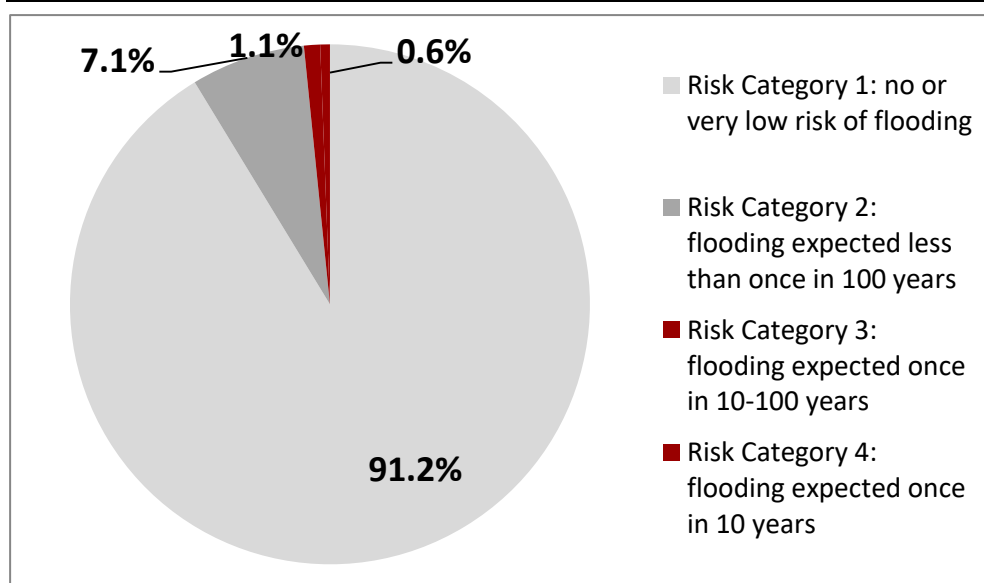 7.1%
1.1%
0.6%
91.2%
Risk Category 1: no or
very low risk of flooding
Risk Category 2:
flooding expected less
than once in 100 years
Risk Category 3:
flooding expected once
in 10-100 years
Risk Category 4:
flooding expected once
in 10 years